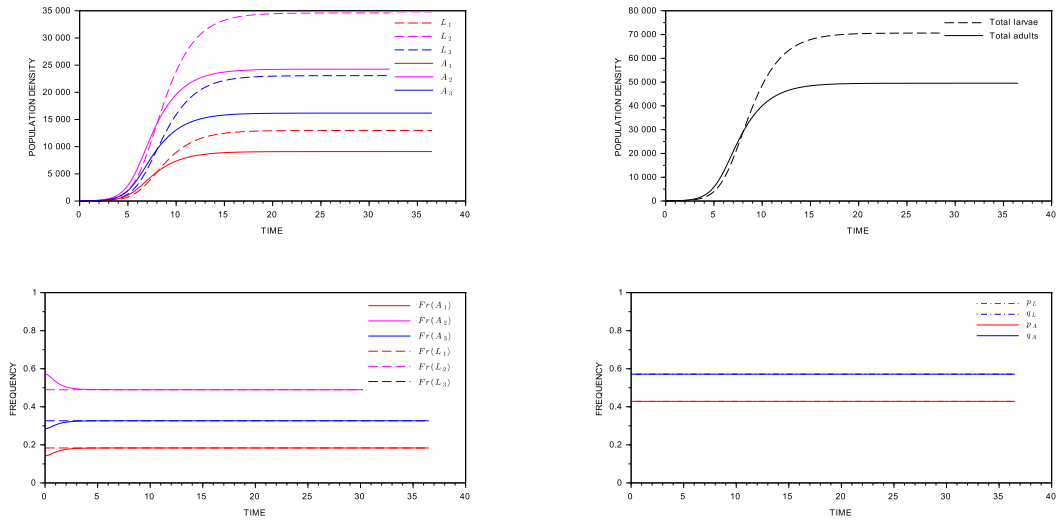 35 000
30 000
25 000
20 000
15 000
10 000
5 000
0
POPULATION DENSITY
0 5 10 15 20 25 30 35 40
TIME
L₁
L₂
L₃
A₁
A₂
A₃
80 000
70 000
60 000
50 000
40 000
30 000
20 000
10 000
0
POPULATION DENSITY
0 5 10 15 20 25 30 35 40
TIME
Total larvae
Total adults
1
0.8
0.6
0.4
0.2
0
FREQUENCY
0 5 10 15 20 25 30 35 40
TIME
Fr(A₁)
Fr(A₂)
Fr(A₃)
Fr(L₁)
Fr(L₂)
Fr(L₃)
1
0.8
0.6
0.4
0.2
0
FREQUENCY
0 5 10 15 20 25 30 35 40
TIME
p_L
q_L
p_A
q_A